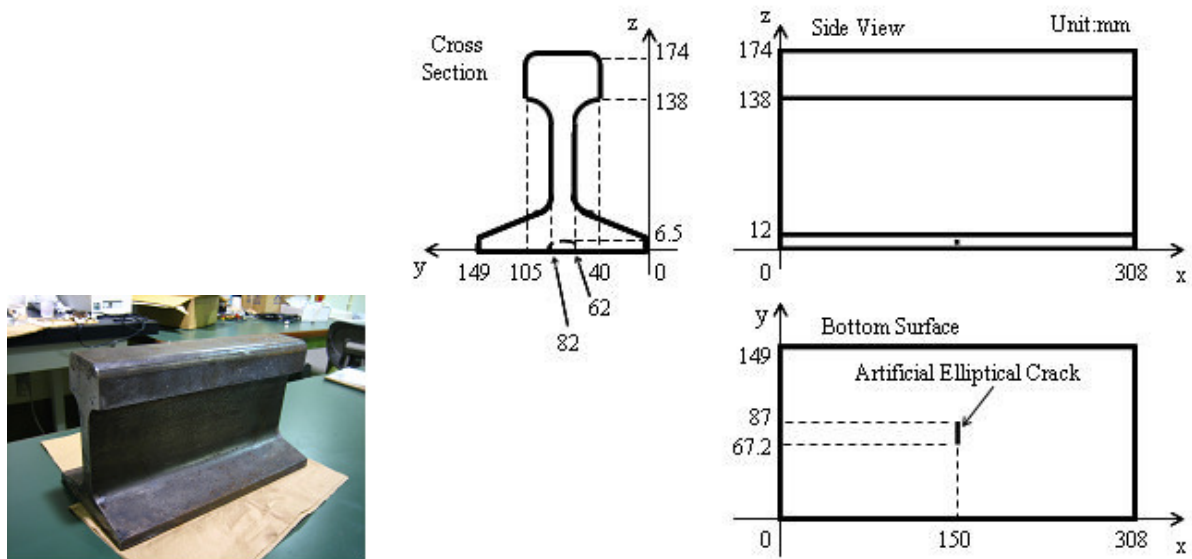 Cross
Section
z
174
138
6.5
y
149
105
40
0
62
82
z
Side View
Unit:mm
174
138
12
0
308
x
y
Bottom Surface
149
Artificial Elliptical Crack
87
67.2
0
150
308
x